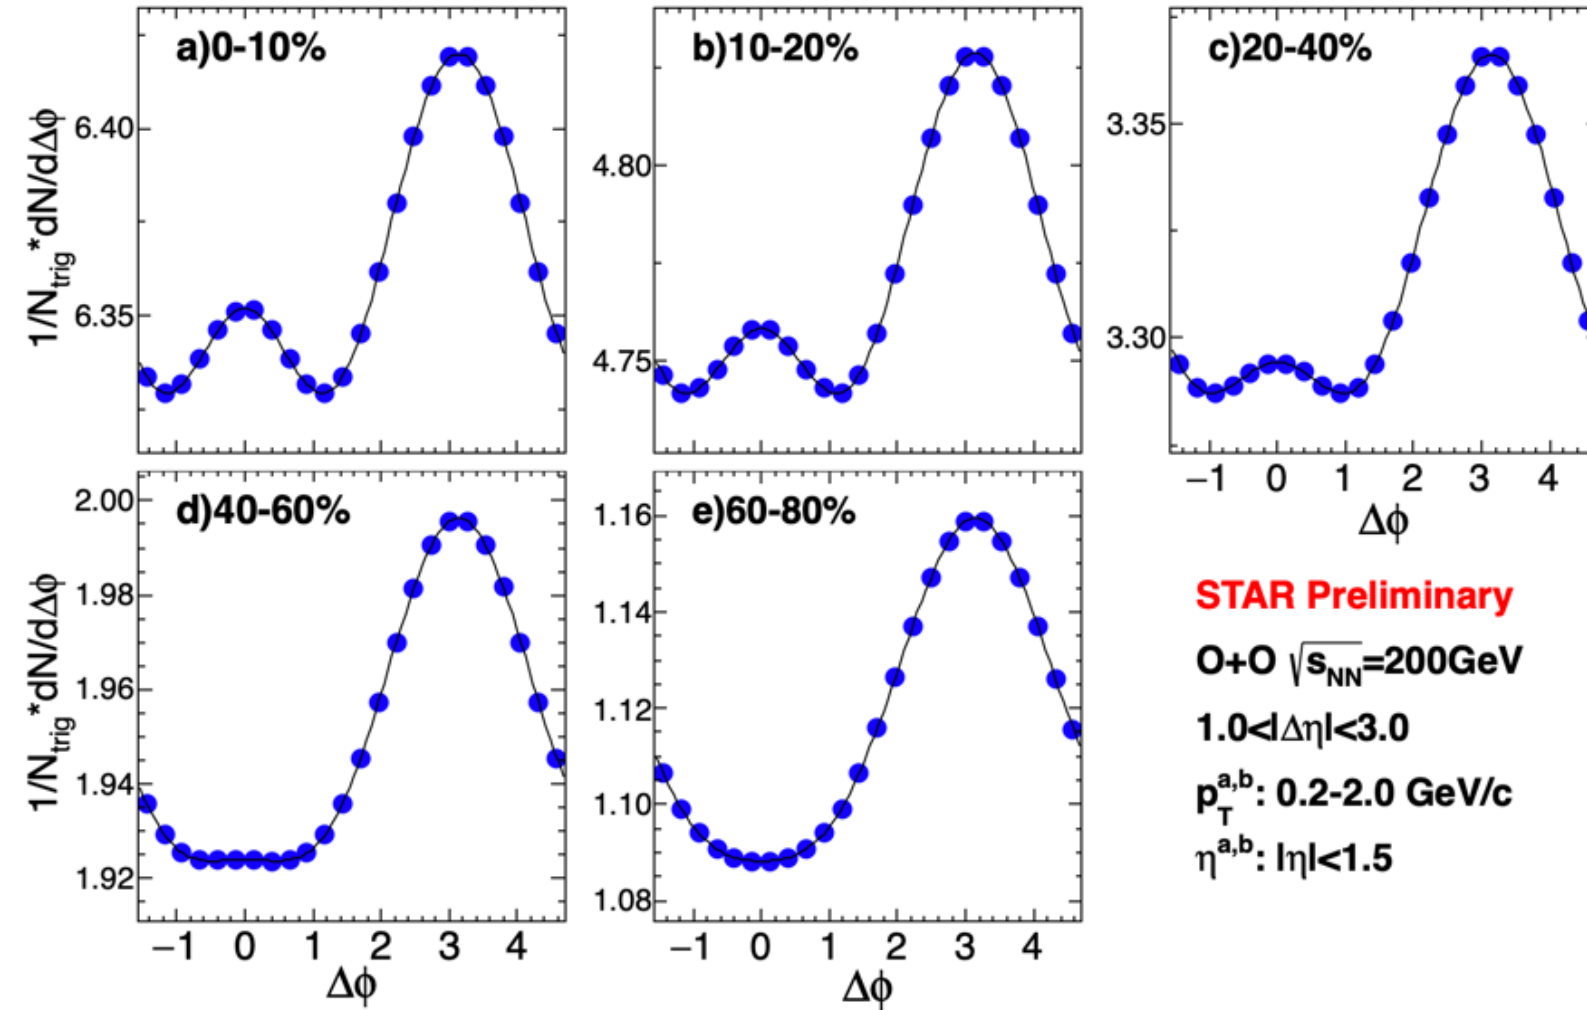 a)0-10%
1/N_trig*dN/dΔϕ
6.40
6.35
b)10-20%
4.80
4.75
c)20-40%
3.35
3.30
−1 0 1 2 3 4
Δϕ
d)40-60%
1/N_trig*dN/dΔϕ
2.00
1.98
1.96
1.94
1.92
−1 0 1 2 3 4
Δϕ
e)60-80%
1.16
1.14
1.12
1.10
1.08
−1 0 1 2 3 4
Δϕ
STAR Preliminary
O+O √s_NN=200GeV
1.0<|Δη|<3.0
p_T^a,b: 0.2-2.0 GeV/c
η^a,b: |η|<1.5